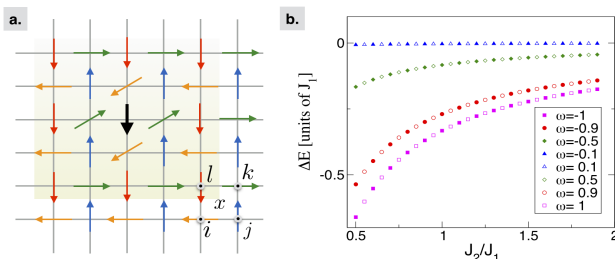 a.
l
k
x
i
j
b.
ΔE [units of J₁]
0
-0.5
0.5
1
1.5
2
J₂/J₁
ω=-1
ω=-0.9
ω=-0.5
ω=-0.1
ω= 0.1
ω= 0.5
ω= 0.9
ω= 1